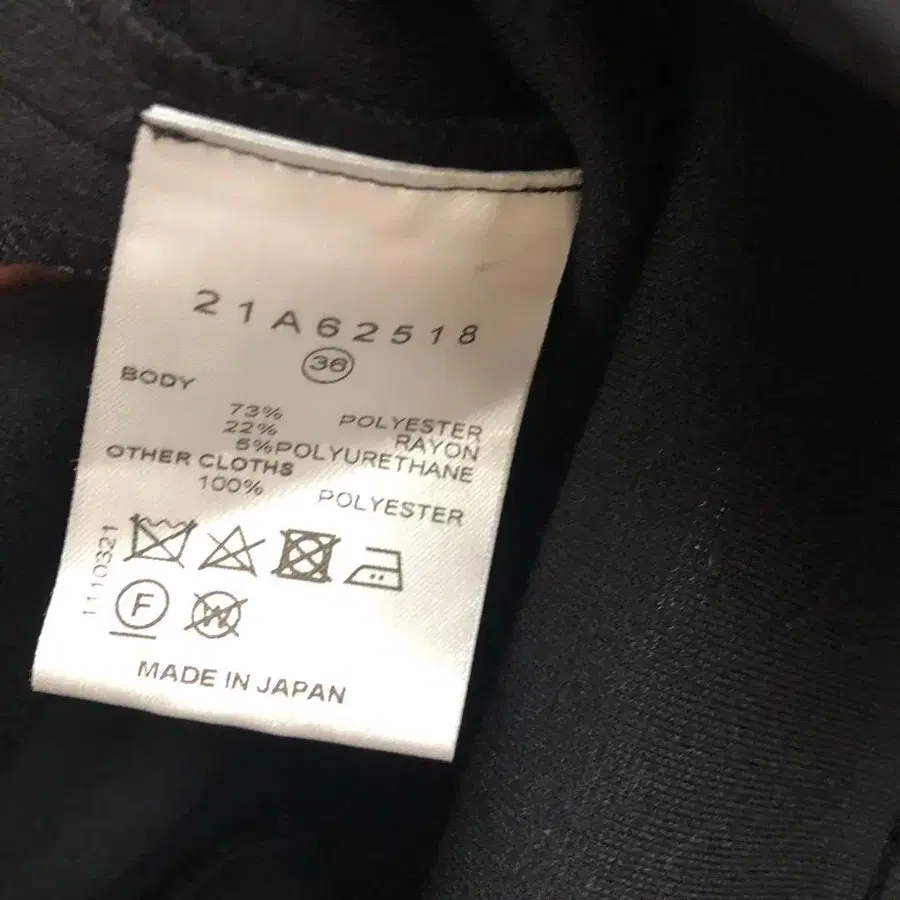 21A62518
36
BODY
73% POLYESTER
22% RAYON
5% POLYURETHANE
OTHER CLOTHS
100% POLYESTER
1110321
F
W
MADE IN JAPAN